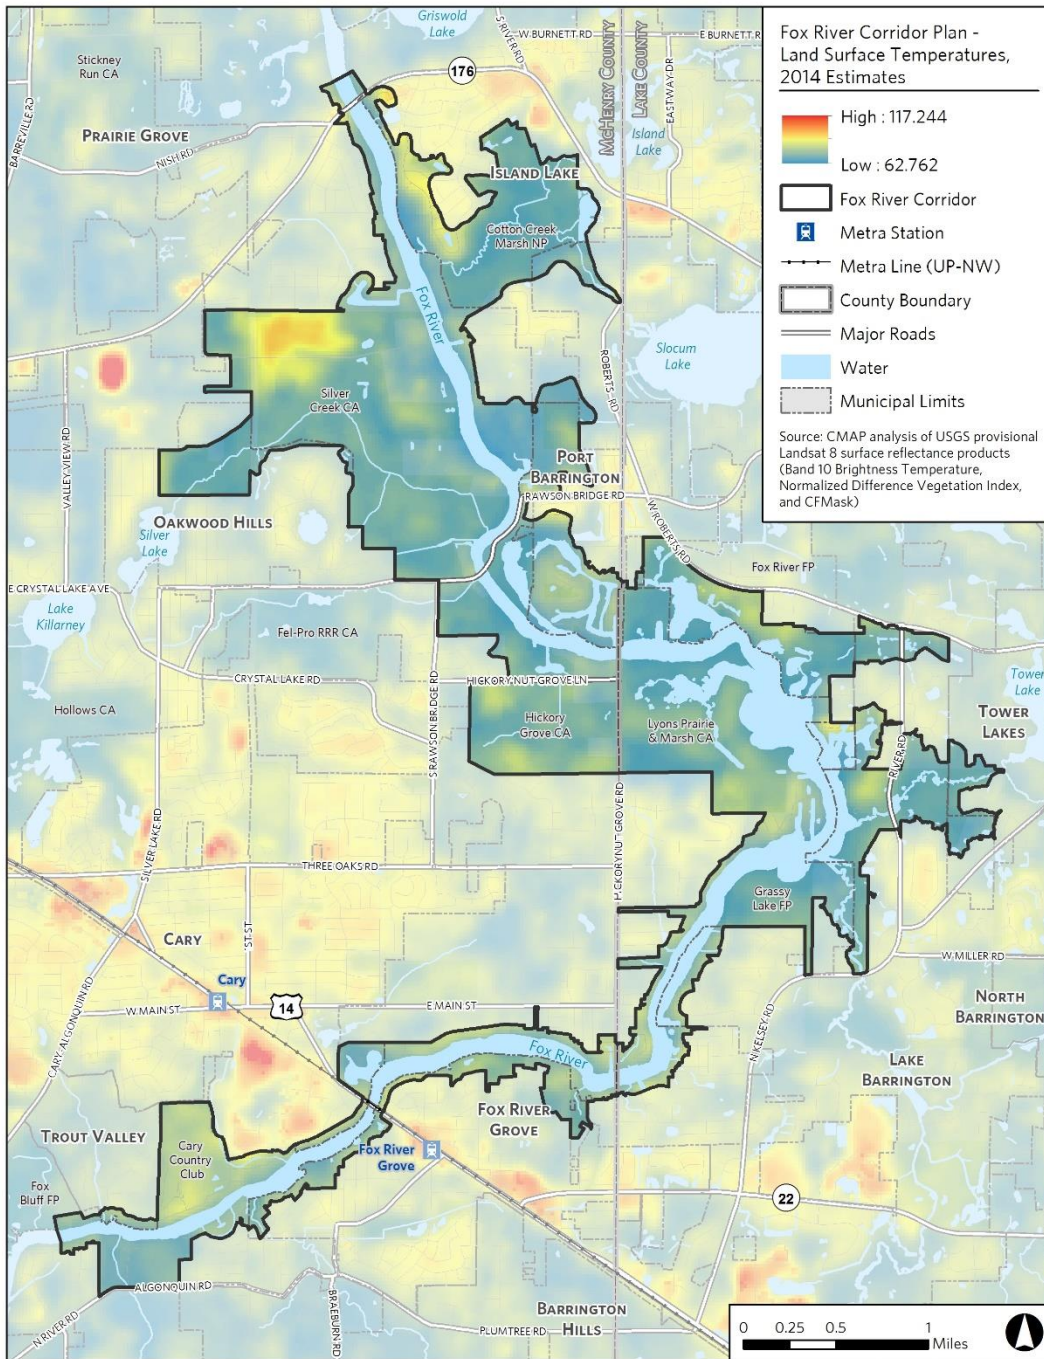 Fox River Corridor Plan -
Land Surface Temperatures,
2014 Estimates
High : 117.244
Low : 62.762
Fox River Corridor
Metra Station
Metra Line (UP-NW)
County Boundary
Major Roads
Water
Municipal Limits
Source: CMAP analysis of USGS provisional
Landsat 8 surface reflectance products
(Band 10 Brightness Temperature,
Normalized Difference Vegetation Index,
and CFMask)
Griswold
Lake
S RIVER RD
W BURNETT RD
E BURNETT R
Stickney
Run CA
176
MCHENRY COUNTY
LAKE COUNTY
EASTWAY DR
BARREVILLE RD
PRAIRIE GROVE
NISH RD
Island
Lake
ISLAND LAKE
Cotton Creek
Marsh NP
Fox River
Slocum
Lake
ROBERTS RD
Silver
Creek CA
VALLEY VIEW RD
PORT
BARRINGTON
RAWSON BRIDGE RD
OAKWOOD HILLS
Silver
Lake
W ROBERTS RD
Fox River FP
E CRYSTAL LAKE AVE
Lake
Killarney
Fel-Pro RRR CA
CRYSTAL LAKE RD
HICKORY NUT GROVE LN
Hollows CA
S RAWSON BRIDGE RD
Hickory
Grove CA
Lyons Prairie
& Marsh CA
Tower
Lake
TOWER
LAKES
RIVER RD
SILVER LAKE RD
HICKORY NUT GROVE RD
THREE OAKS RD
Grassy
Lake FP
CARY
1ST ST
Cary
W MAIN ST
14
E MAIN ST
W MILLER RD
NORTH
BARRINGTON
CARY-ALGONQUIN RD
N KELSEY RD
LAKE
BARRINGTON
Fox River
FOX RIVER
GROVE
TROUT VALLEY
Cary
Country
Club
Fox River
Grove
Fox
Bluff FP
22
ALGONQUIN RD
N RIVER RD
BRAEBURN RD
PLUMTREE RD
BARRINGTON
HILLS
0 0.25 0.5 1
Miles